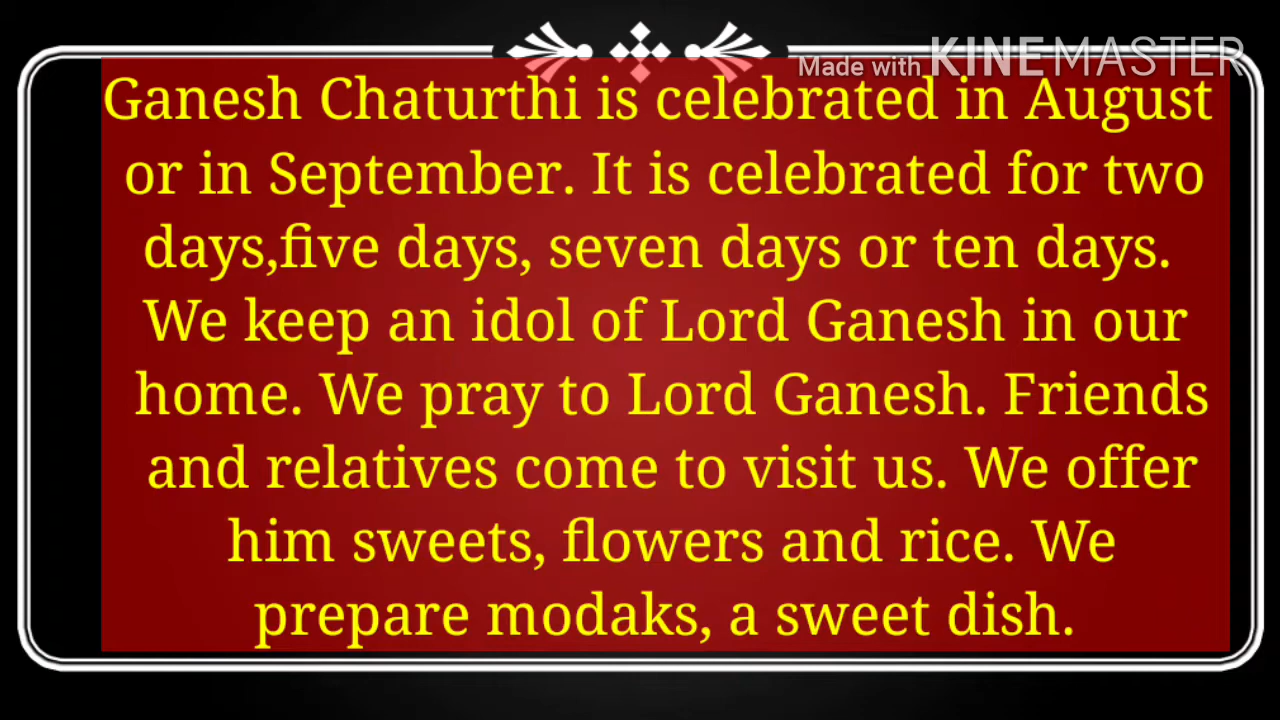 Made with KINEMASTER
Ganesh Chaturthi is celebrated in August
or in September. It is celebrated for two
days,five days, seven days or ten days.
We keep an idol of Lord Ganesh in our
home. We pray to Lord Ganesh. Friends
and relatives come to visit us. We offer
him sweets, flowers and rice. We
prepare modaks, a sweet dish.